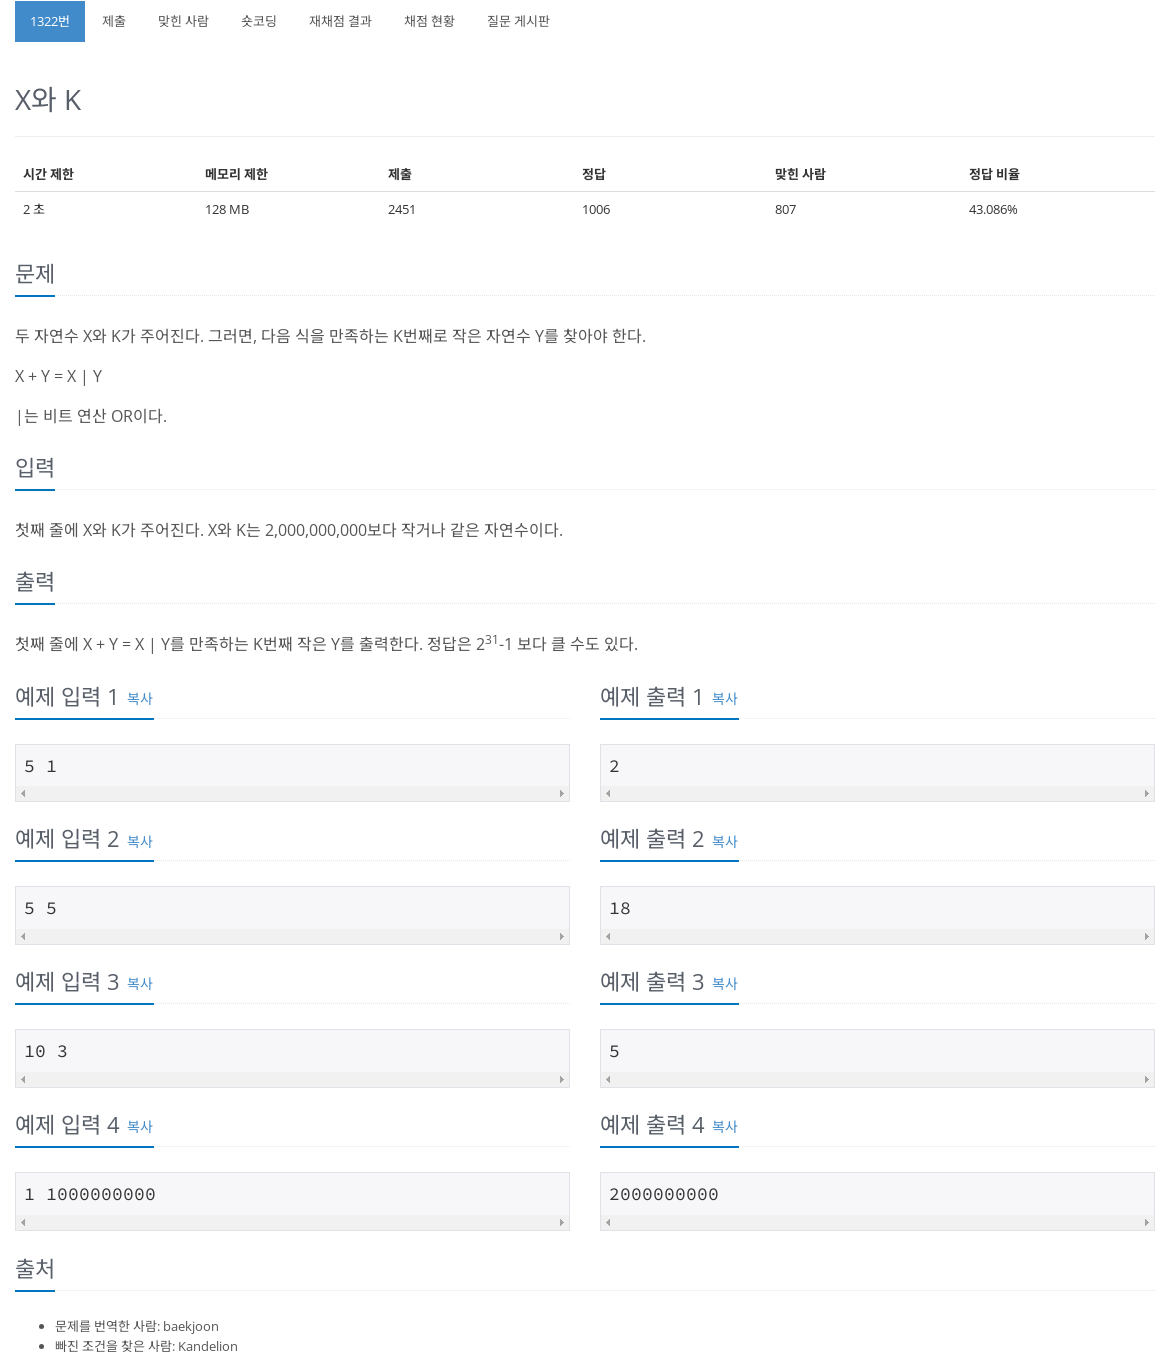 1322번 제출 맞힌 사람 숏코딩 재채점 결과 채점 현황 질문 게시판
X와 K
시간 제한 메모리 제한 제출 정답 맞힌 사람 정답 비율
2 초 128 MB 2451 1006 807 43.086%
문제
두 자연수 X와 K가 주어진다. 그러면, 다음 식을 만족하는 K번째로 작은 자연수 Y를 찾아야 한다.
X + Y = X | Y
|는 비트 연산 OR이다.
입력
첫째 줄에 X와 K가 주어진다. X와 K는 2,000,000,000보다 작거나 같은 자연수이다.
출력
첫째 줄에 X + Y = X | Y를 만족하는 K번째 작은 Y를 출력한다. 정답은 2^31-1 보다 클 수도 있다.
예제 입력 1 복사 예제 출력 1 복사
5 1 2
예제 입력 2 복사 예제 출력 2 복사
5 5 18
예제 입력 3 복사 예제 출력 3 복사
10 3 5
예제 입력 4 복사 예제 출력 4 복사
1 1000000000 2000000000
출처
문제를 번역한 사람: baekjoon
빠진 조건을 찾은 사람: Kandelion